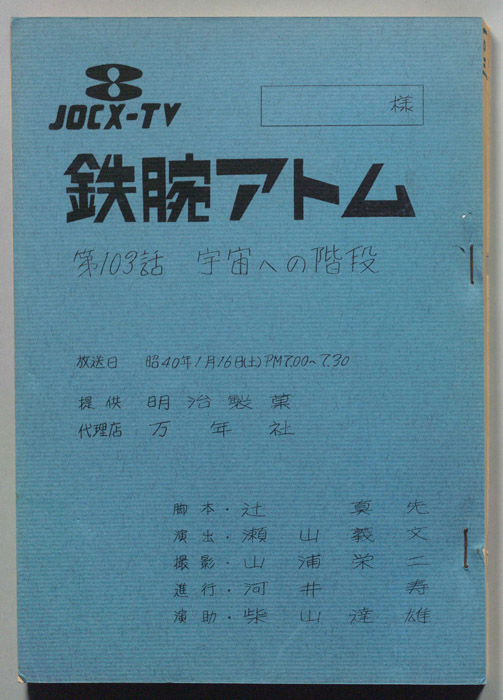 8
JOCX-TV
様
鉄腕アトム
第103話 宇宙への階段
放送日 昭40年1月16日(土)PM7.00~7.30
提供 明治製菓
代理店 万年社
脚本・辻 真先
演出・瀬山義文
撮影・山浦栄二
進行・河井 寿
演助・柴山達雄